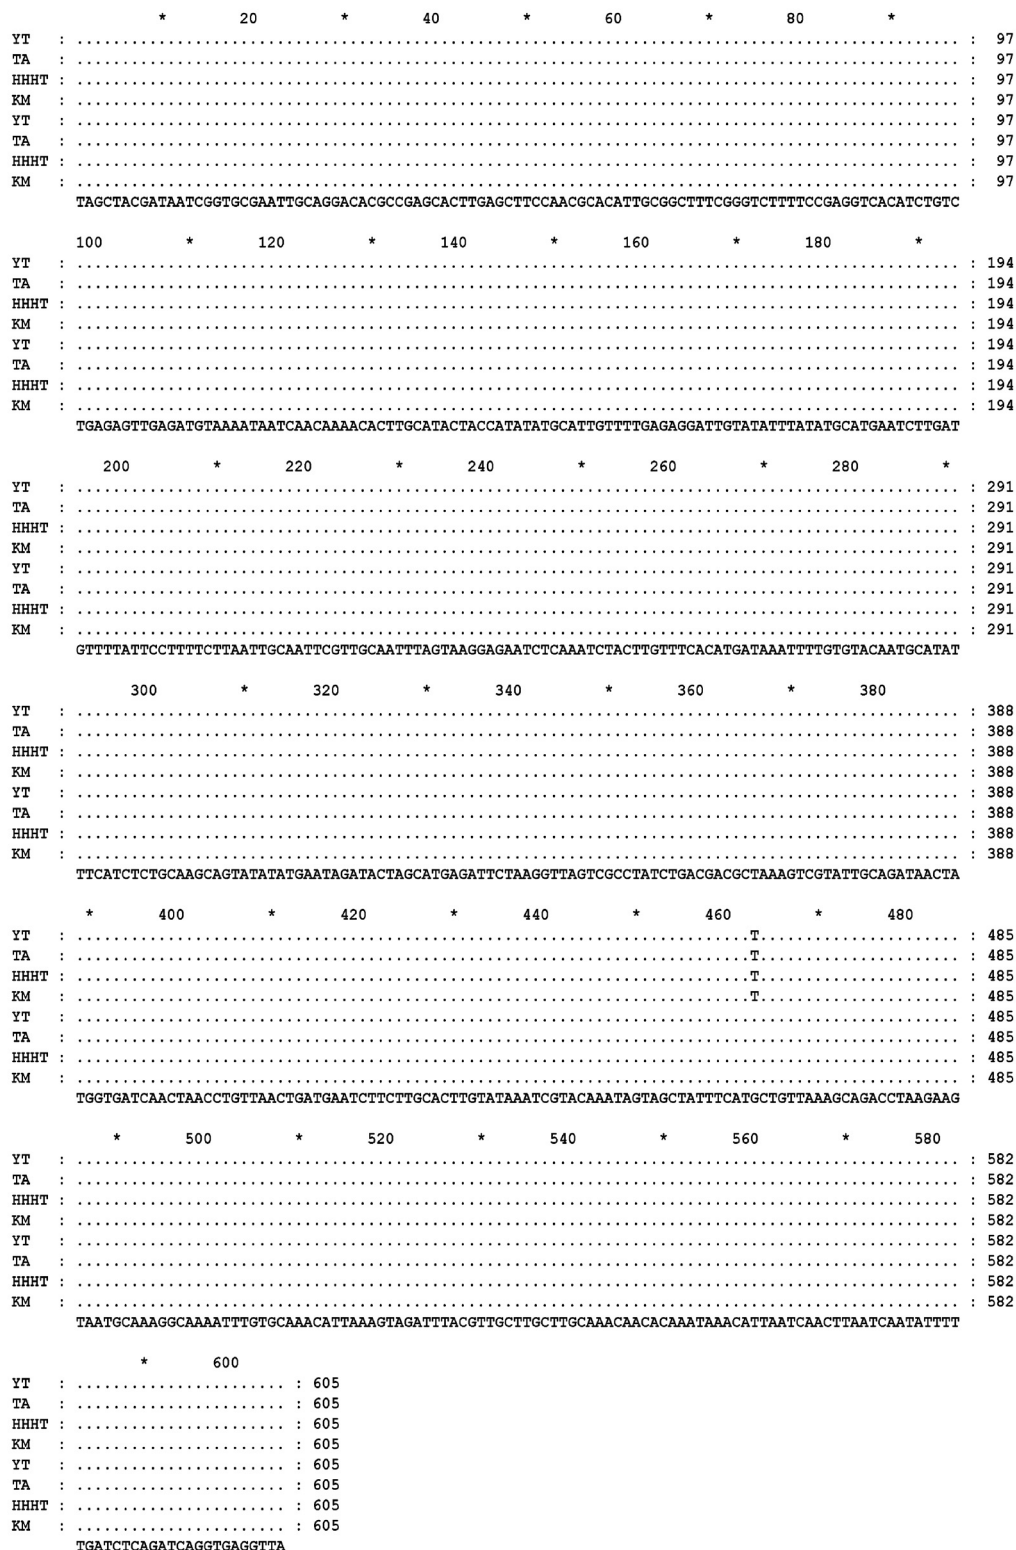 * 20 * 40 * 60 * 80 *
YT : ................................................................................................. : 97
TA : ................................................................................................. : 97
HHHT : ................................................................................................. : 97
KM : ................................................................................................. : 97
YT : ................................................................................................. : 97
TA : ................................................................................................. : 97
HHHT : ................................................................................................. : 97
KM : ................................................................................................. : 97
TAGCTACGATAATCGGTGCGAATTGCAGGACACGCCGAGCACTTGAGCTTCCAACGCACATTGCGGCTTTCGGGTCTTTTCCGAGGTCACATCTGTC
100 * 120 * 140 * 160 * 180 *
YT : ................................................................................................. : 194
TA : ................................................................................................. : 194
HHHT : ................................................................................................. : 194
KM : ................................................................................................. : 194
YT : ................................................................................................. : 194
TA : ................................................................................................. : 194
HHHT : ................................................................................................. : 194
KM : ................................................................................................. : 194
TGAGAGTTGAGATGTAAAATAATCAACAAAACACTTGCATACTACCATATATGCATTGTTTTGAGAGGATTGTATATTTATATGCATGAATCTTGAT
200 * 220 * 240 * 260 * 280 *
YT : ................................................................................................. : 291
TA : ................................................................................................. : 291
HHHT : ................................................................................................. : 291
KM : ................................................................................................. : 291
YT : ................................................................................................. : 291
TA : ................................................................................................. : 291
HHHT : ................................................................................................. : 291
KM : ................................................................................................. : 291
GTTTTATTCCTTTTCTTAATTGCAATTCGTTGCAATTTAGTAAGGAGAATCTCAAATCTACTTGTTTCACATGATAAATTTTGTGTACAATGCATAT
300 * 320 * 340 * 360 * 380
YT : ................................................................................................. : 388
TA : ................................................................................................. : 388
HHHT : ................................................................................................. : 388
KM : ................................................................................................. : 388
YT : ................................................................................................. : 388
TA : ................................................................................................. : 388
HHHT : ................................................................................................. : 388
KM : ................................................................................................. : 388
TTCATCTCTGCAAGCAGTATATATGAATAGATACTAGCATGAGATTCTAAGGTTAGTCGCCTATCTGACGACGCTAAAGTCGTATTGCAGATAACTA
* 400 * 420 * 440 * 460 * 480
YT : ...........................................................................T..................... : 485
TA : ...........................................................................T..................... : 485
HHHT : ...........................................................................T..................... : 485
KM : ...........................................................................T..................... : 485
YT : ................................................................................................. : 485
TA : ................................................................................................. : 485
HHHT : ................................................................................................. : 485
KM : ................................................................................................. : 485
TGGTGATCAACTAACCTGTTAACTGATGAATCTTCTTGCACTTGTATAAATCGTACAAATAGTAGCTATTTCATGCTGTTAAAGCAGACCTAAGAAG
* 500 * 520 * 540 * 560 * 580
YT : ................................................................................................. : 582
TA : ................................................................................................. : 582
HHHT : ................................................................................................. : 582
KM : ................................................................................................. : 582
YT : ................................................................................................. : 582
TA : ................................................................................................. : 582
HHHT : ................................................................................................. : 582
KM : ................................................................................................. : 582
TAATGCAAAGGCAAAATTTGTGCAAACATTAAAGTAGATTTACGTTGCTTGCTTGCAAACAACACAAATAAACATTAATCAACTTAATCAATATTTT
* 600
YT : ....................... : 605
TA : ....................... : 605
HHHT : ....................... : 605
KM : ....................... : 605
YT : ....................... : 605
TA : ....................... : 605
HHHT : ....................... : 605
KM : ....................... : 605
TGATCTCAGATCAGGTGAGGTTA